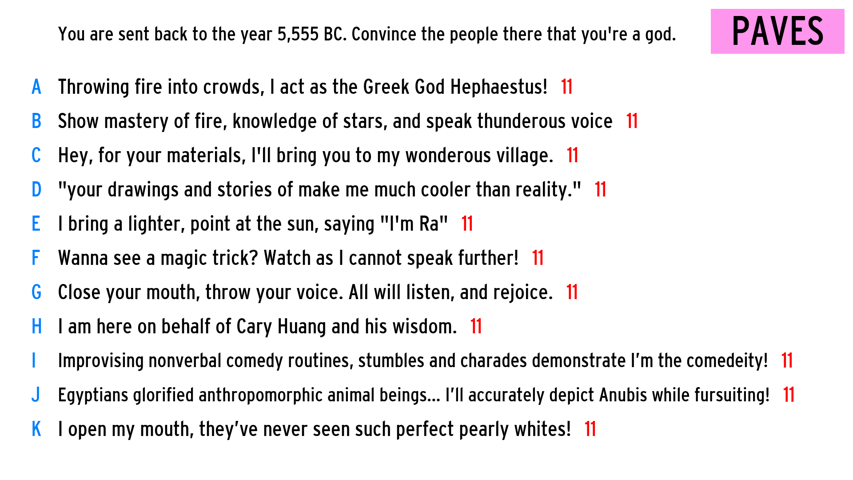 You are sent back to the year 5,555 BC. Convince the people there that you're a god.
PAVES
A Throwing fire into crowds, I act as the Greek God Hephaestus! 11
B Show mastery of fire, knowledge of stars, and speak thunderous voice 11
C Hey, for your materials, I'll bring you to my wonderous village. 11
D "your drawings and stories of make me much cooler than reality." 11
E I bring a lighter, point at the sun, saying "I'm Ra" 11
F Wanna see a magic trick? Watch as I cannot speak further! 11
G Close your mouth, throw your voice. All will listen, and rejoice. 11
H I am here on behalf of Cary Huang and his wisdom. 11
I Improvising nonverbal comedy routines, stumbles and charades demonstrate I’m the comedeity! 11
J Egyptians glorified anthropomorphic animal beings... I’ll accurately depict Anubis while fursuiting! 11
K I open my mouth, they’ve never seen such perfect pearly whites! 11